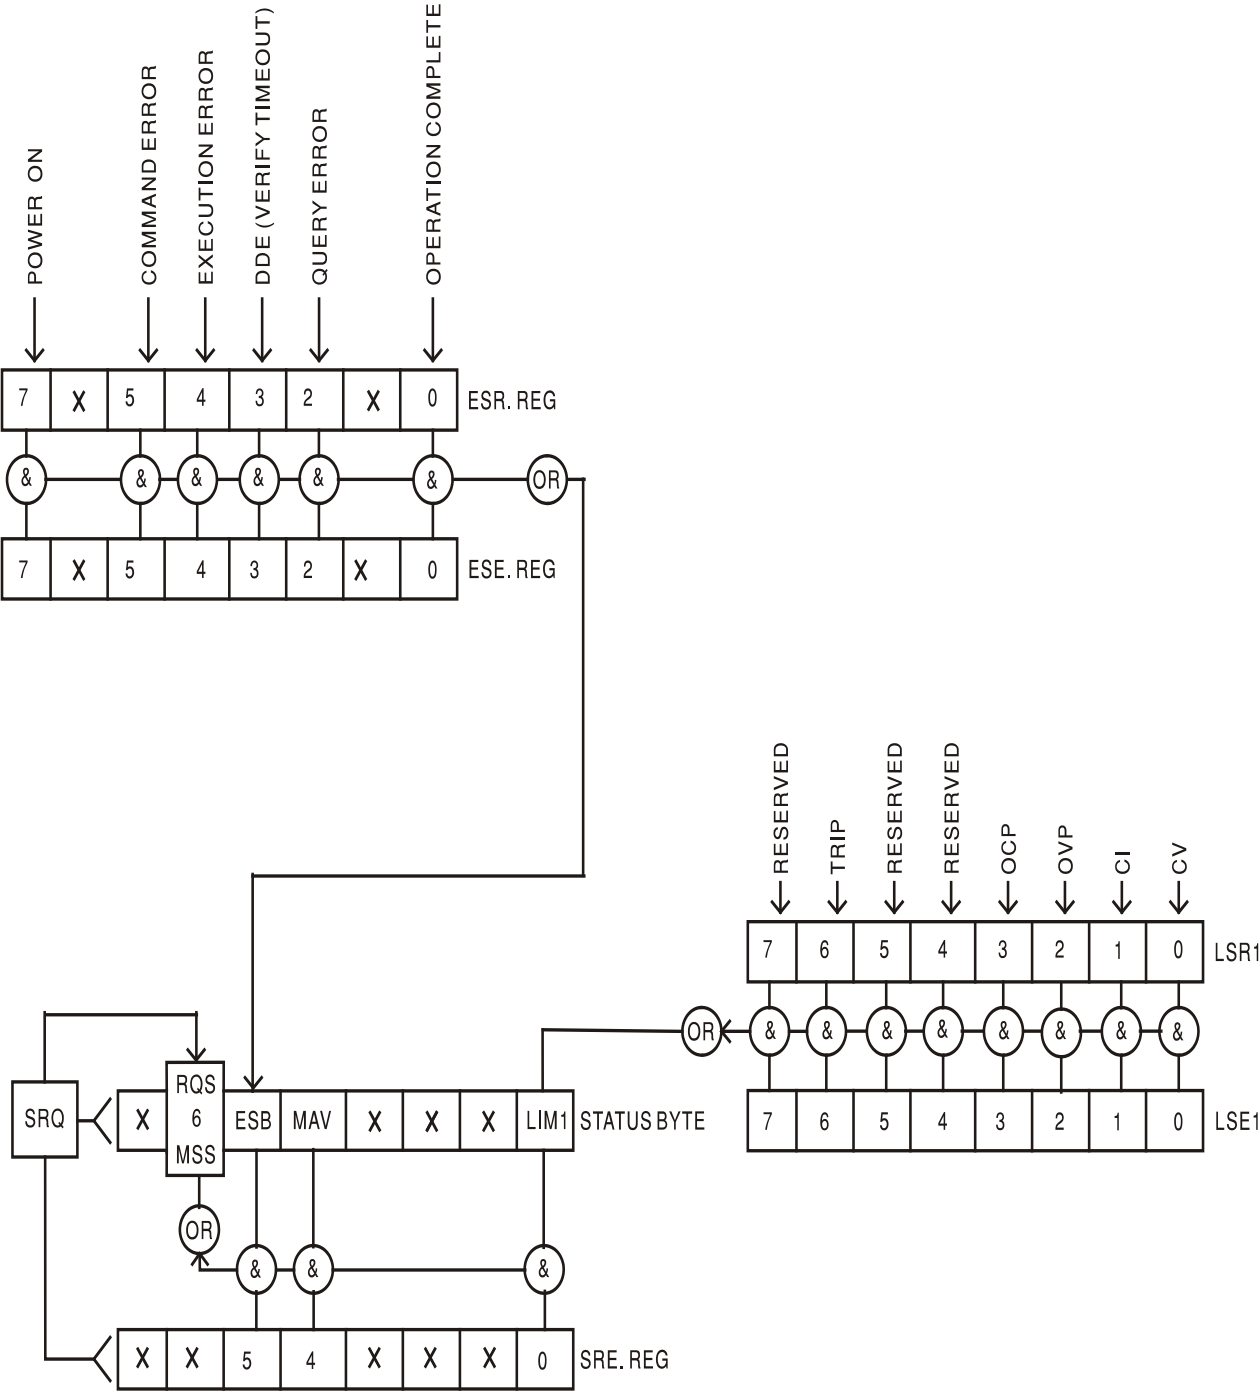 POWER ON
COMMAND ERROR
EXECUTION ERROR
DDE (VERIFY TIMEOUT)
QUERY ERROR
OPERATION COMPLETE
7 X 5 4 3 2 X 0 ESR. REG
& & & & & & OR
7 X 5 4 3 2 X 0 ESE. REG
RESERVED
TRIP
RESERVED
RESERVED
OCP
OVP
CI
CV
7 6 5 4 3 2 1 0 LSR1
OR & & & & & & & &
7 6 5 4 3 2 1 0 LSE1
SRQ
X
RQS
6
MSS
ESB MAV X X X LIM1 STATUS BYTE
OR
& & &
X X 5 4 X X X 0 SRE. REG